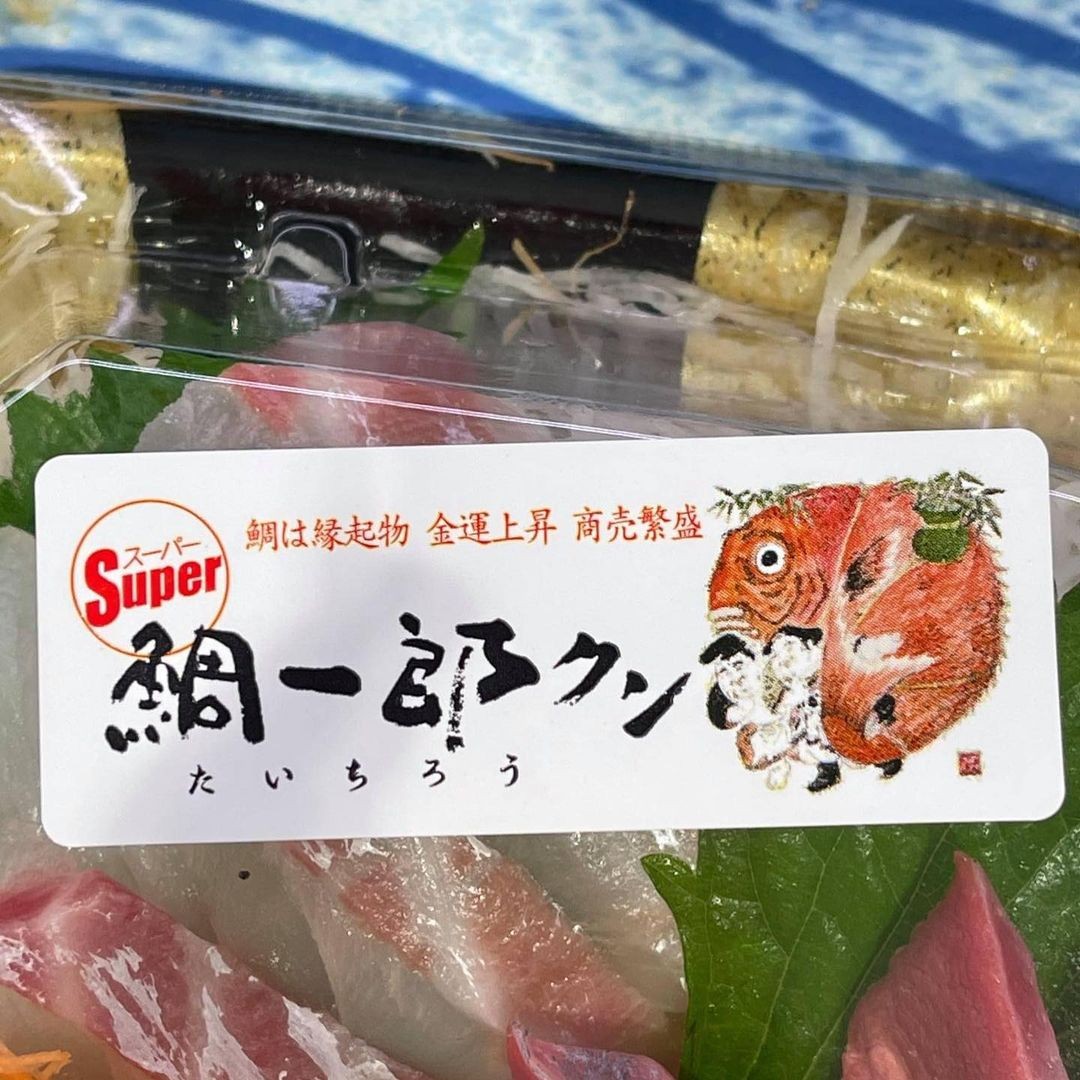 スーパー
Super
鯛は縁起物 金運上昇 商売繁盛
鯛一郎クン
たいちろう